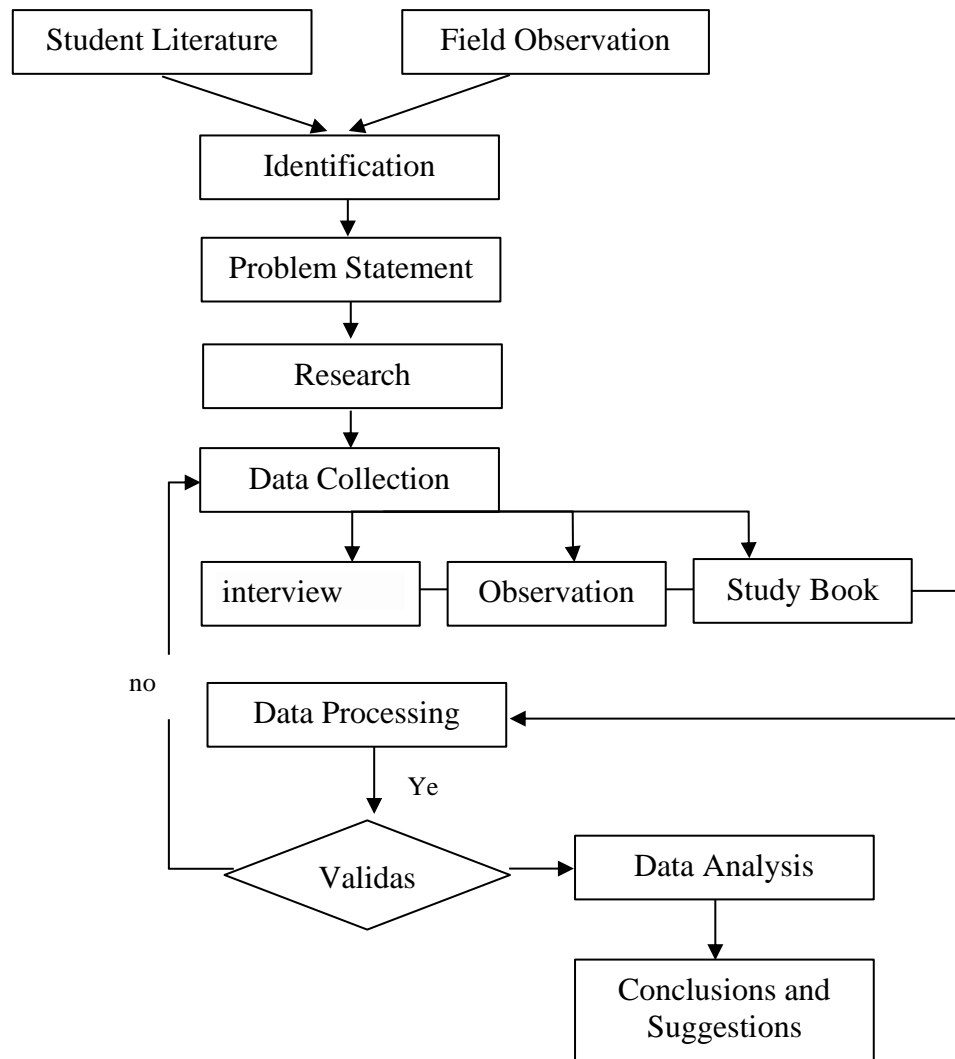 Student Literature
Field Observation
Identification
Problem Statement
Research
Data Collection
interview
Observation
Study Book
no
Data Processing
Ye
Validas
Data Analysis
Conclusions and
Suggestions